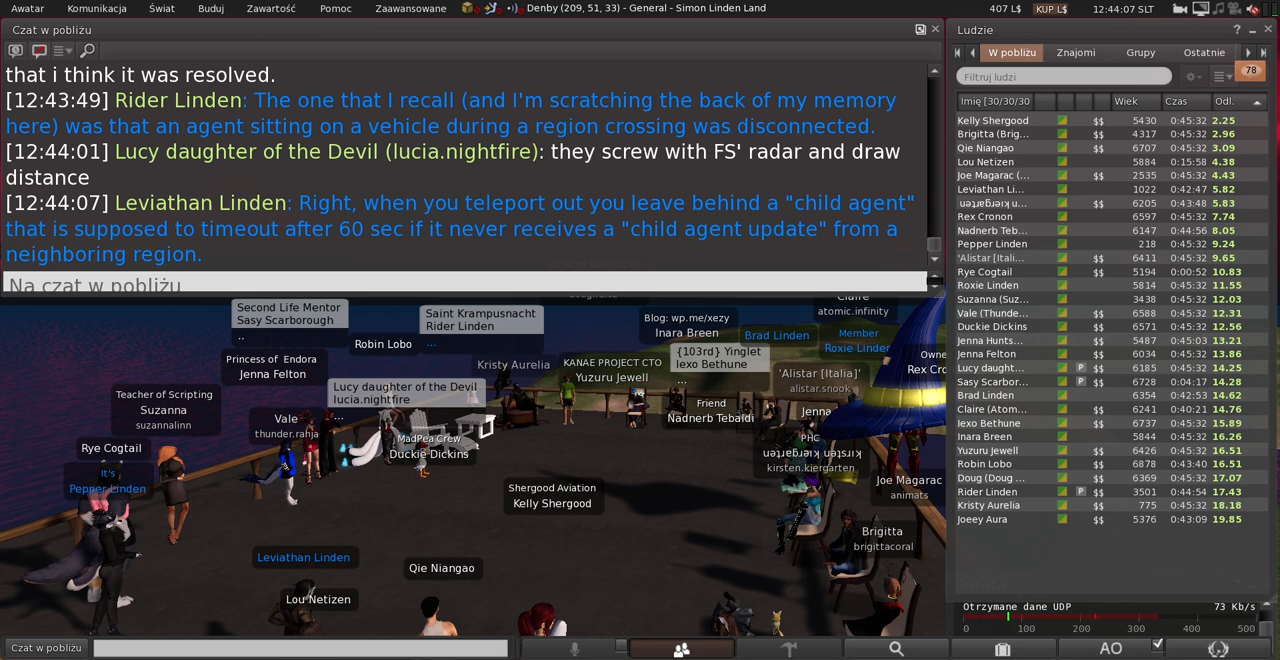 Awatar Komunikacja Świat Buduj Zawartość Pomoc Zaawansowane Denby (209, 51, 33) - General - Simon Linden Land 407 L$ KUP L$ 12:44:07 SLT
Czat w pobliżu
that i think it was resolved.
[12:43:49] Rider Linden: The one that I recall (and I'm scratching the back of my memory
here) was that an agent sitting on a vehicle during a region crossing was disconnected.
[12:44:01] Lucy daughter of the Devil (lucia.nightfire): they screw with FS' radar and draw
distance
[12:44:07] Leviathan Linden: Right, when you teleport out you leave behind a "child agent"
that is supposed to timeout after 60 sec if it never receives a "child agent update" from a
neighboring region.
Na czat w pobliżu
Second Life Mentor
Sasy Scarborough
..
Saint Krampusnacht
Rider Linden
...
Robin Lobo
Princess of Endora
Jenna Felton
Kristy Aurelia
KANAE PROJECT CTO
Yuzuru Jewell
Blog: wp.me/xezy
Inara Breen
Brad Linden
Claire
atomic.infinity
Member
Roxie Linden
{103rd} Yinglet
Iexo Bethune
...
Owne
Rex Cro
'Alistar [Italia]'
alistar.snook
Lucy daughter of the Devil
lucia.nightfire
...
Friend
Nadnerb Tebaldi
Jenna
Teacher of Scripting
Suzanna
suzannalinn
Vale
thunder.rahja
MadPea Crew
Duckie Dickins
PHC
kirsten.kiergarten
Rye Cogtail
It's
Pepper Linden
Shergood Aviation
Kelly Shergood
Joe Magarac
animats
Brigitta
brigittacoral
Leviathan Linden
Qie Niangao
Lou Netizen
Czat w pobliżu
Ludzie
W pobliżu Znajomi Grupy Ostatnie
78
Filtruj ludzi
Imię [30/30/30 Wiek Czas Odl.
Kelly Shergood $$ 5430 0:45:32 2.25
Brigitta (Brig... $$ 4317 0:45:32 2.96
Qie Niangao $$ 6707 0:45:32 3.09
Lou Netizen 5884 0:15:58 4.38
Joe Magarac (... $$ 2535 0:45:32 4.43
Leviathan Li... 1022 0:42:47 5.82
$$ 6205 0:43:48 5.83
Rex Cronon 6597 0:45:32 7.74
Nadnerb Teb... 6147 0:44:56 8.05
Pepper Linden 218 0:45:32 9.24
'Alistar [Itali... $$ 6411 0:45:32 9.65
Rye Cogtail $$ 5194 0:00:52 10.83
Roxie Linden 5814 0:45:32 11.55
Suzanna (Suz... 3438 0:45:32 12.03
Vale (Thunde... $$ 6588 0:45:32 12.31
Duckie Dickins $$ 6571 0:45:32 12.56
Jenna Hunts... $$ 5487 0:45:03 13.21
Jenna Felton $$ 6034 0:45:32 13.86
Lucy daught... P $$ 6185 0:45:32 14.25
Sasy Scarbor... P $$ 6728 0:04:17 14.28
Brad Linden 6354 0:42:53 14.62
Claire (Atom... $$ 6240 0:40:21 14.76
Iexo Bethune $$ 6737 0:45:32 15.89
Inara Breen 5844 0:45:32 16.26
Yuzuru Jewell $$ 6426 0:45:32 16.51
Robin Lobo $$ 6878 0:43:40 16.51
Doug (Doug ... $$ 6369 0:45:32 17.07
Rider Linden P $$ 3501 0:44:54 17.43
Kristy Aurelia $$ 775 0:45:32 18.18
Joeey Aura $$ 5376 0:43:09 19.85
Otrzymane dane UDP 73 Kb/s
0 100 200 300 400 500
AO